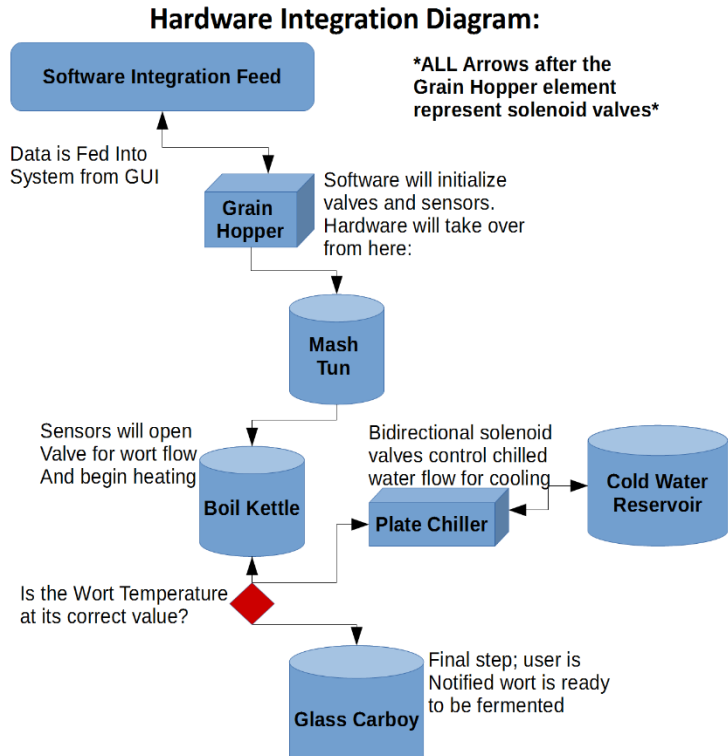 Hardware Integration Diagram:
Software Integration Feed
*ALL Arrows after the
Grain Hopper element
represent solenoid valves*
Data is Fed Into
System from GUI
Grain
Hopper
Software will initialize
valves and sensors.
Hardware will take over
from here:
Mash
Tun
Sensors will open
Valve for wort flow
And begin heating
Boil Kettle
Bidirectional solenoid
valves control chilled
water flow for cooling
Plate Chiller
Cold Water
Reservoir
Is the Wort Temperature
at its correct value?
Final step; user is
Notified wort is ready
to be fermented
Glass Carboy